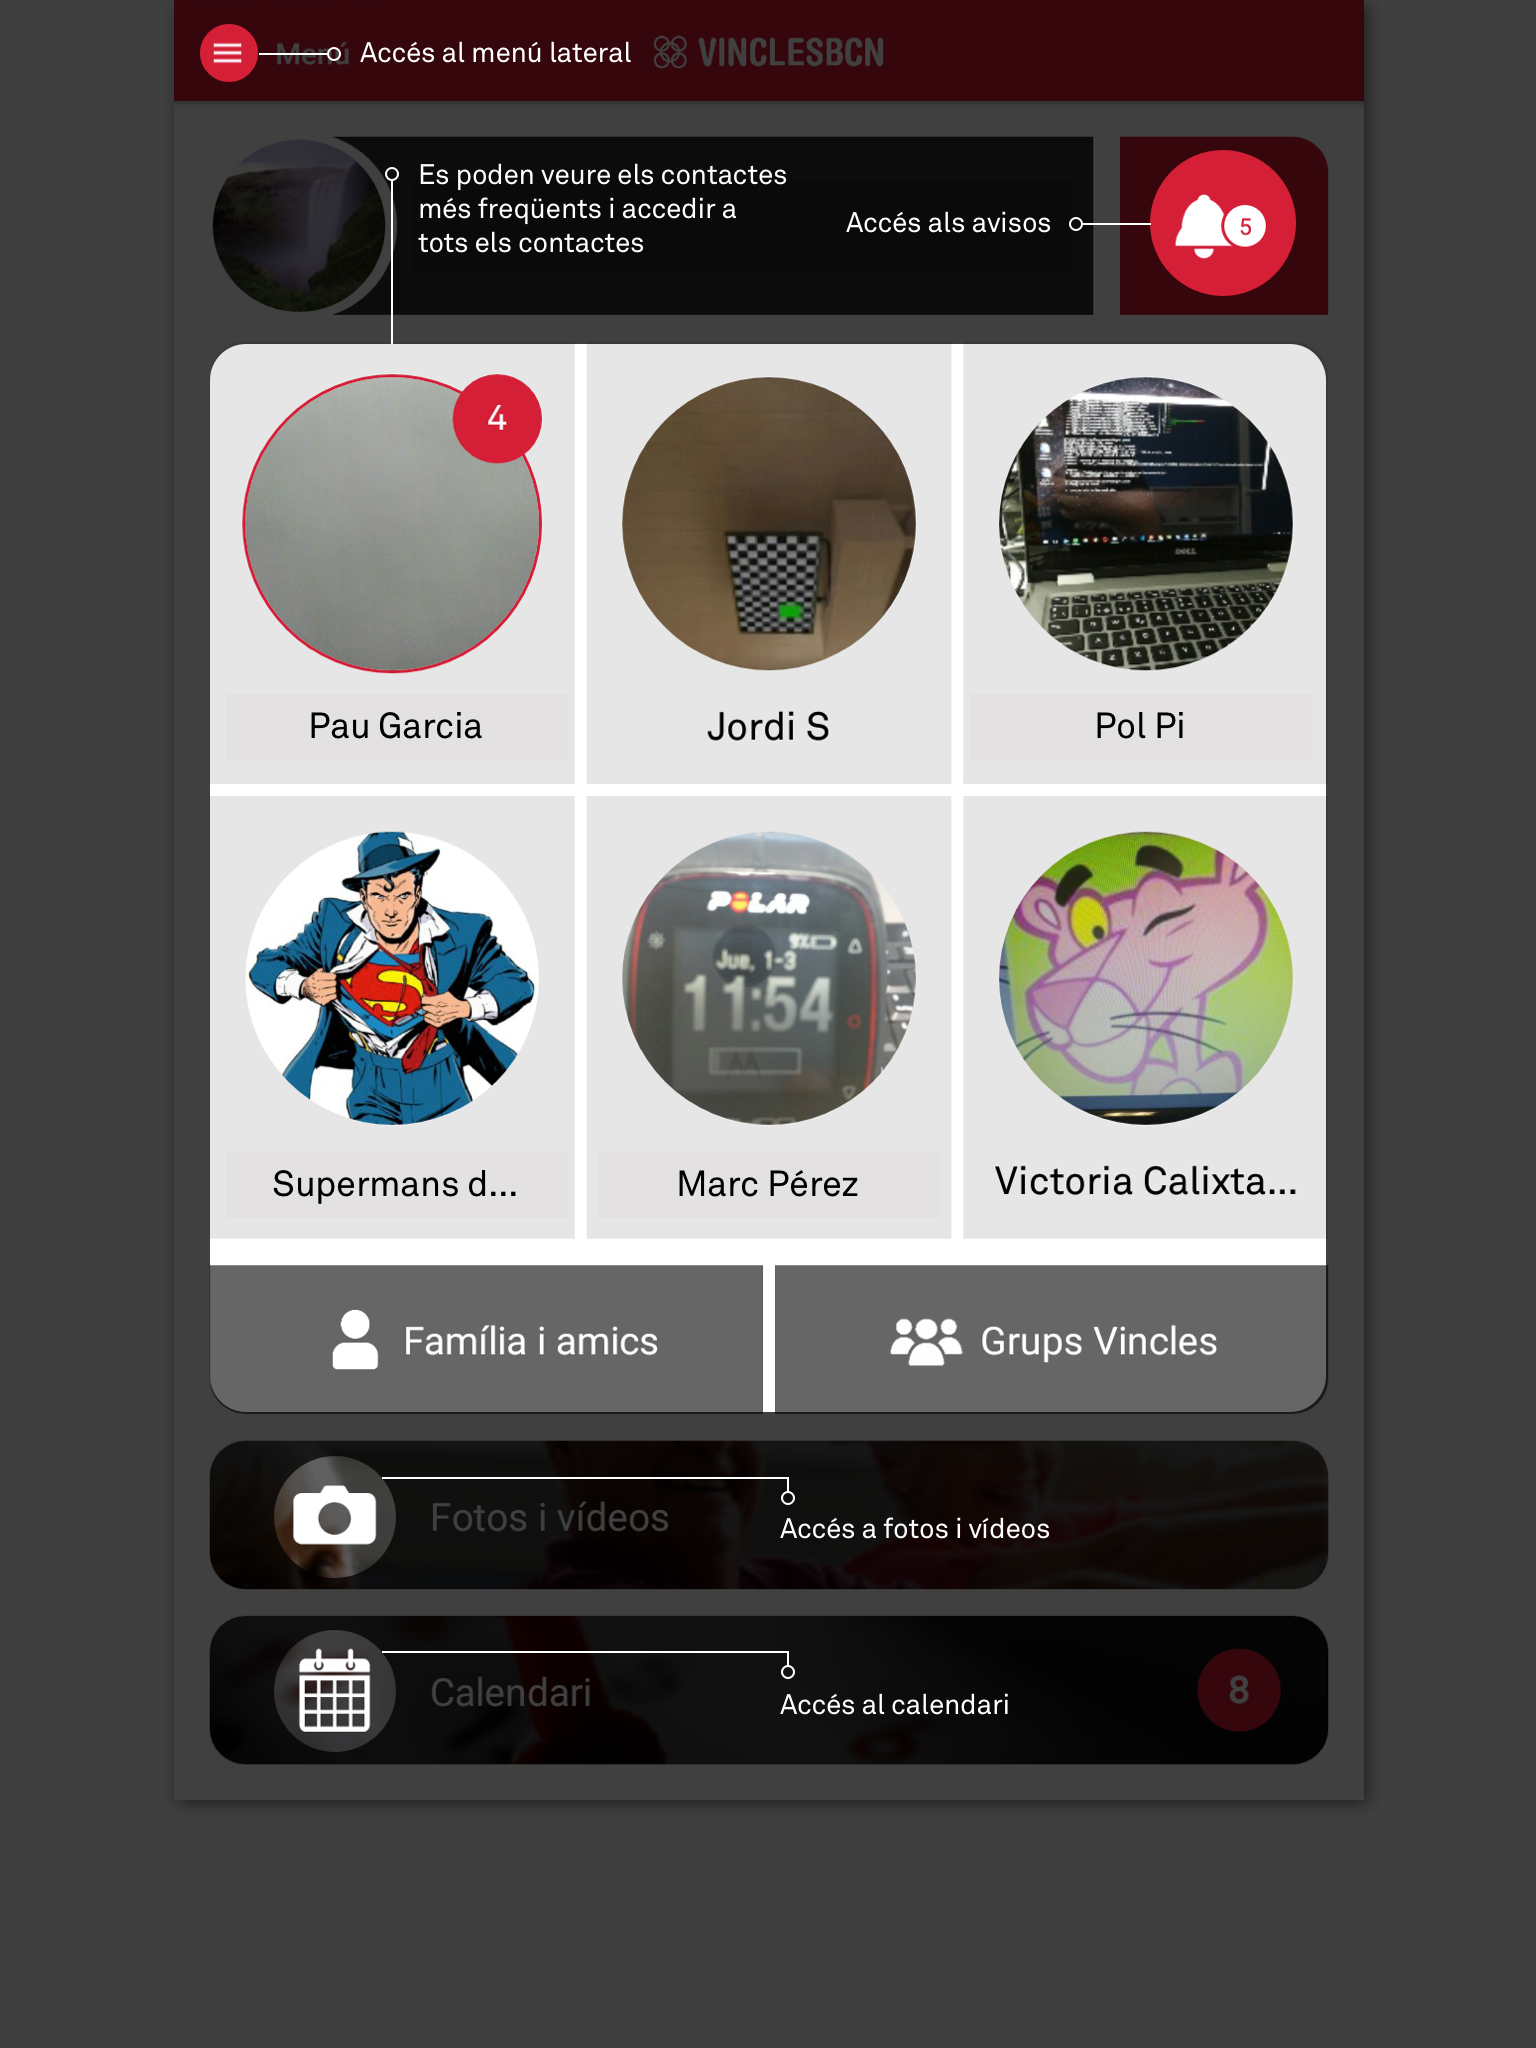 Menú
Accés al menú lateral
VINCLESBCN
Es poden veure els contactes
més freqüents i accedir a
tots els contactes
Accés als avisos
5
4
Pau Garcia
Jordi S
DELL
Pol Pi
Supermans d...
POLAR
Jue, 1-3
11:54
Marc Pérez
Victoria Calixta...
Família i amics
Grups Vincles
Fotos i vídeos
Accés a fotos i vídeos
Calendari
Accés al calendari
8